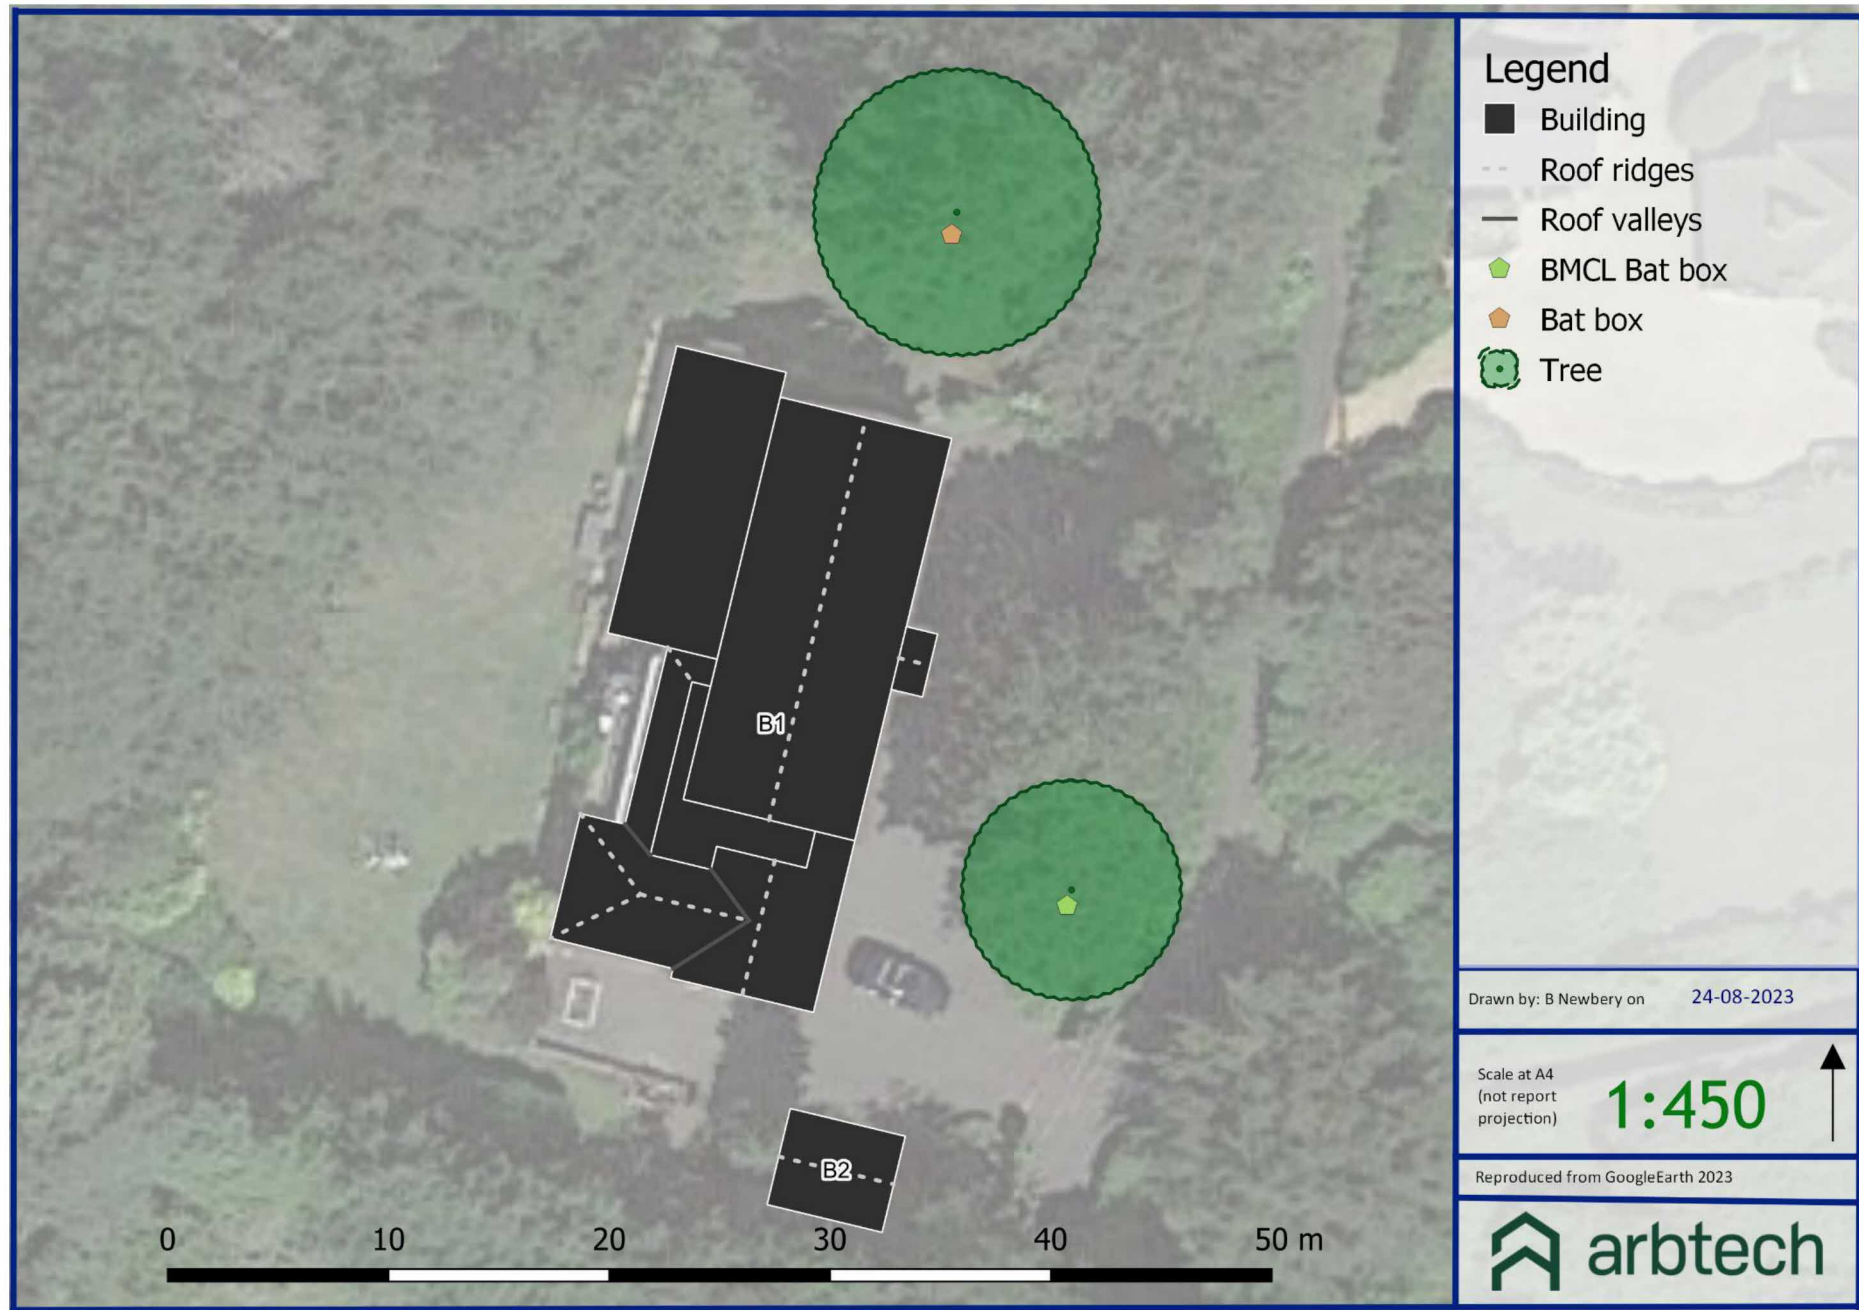 Legend
Building
Roof ridges
Roof valleys
BMCL Bat box
Bat box
Tree
B1
B2
0 10 20 30 40 50 m
Drawn by: B Newbery on 24-08-2023
Scale at A4
(not report
projection)
1:450
Reproduced from GoogleEarth 2023
arbtech